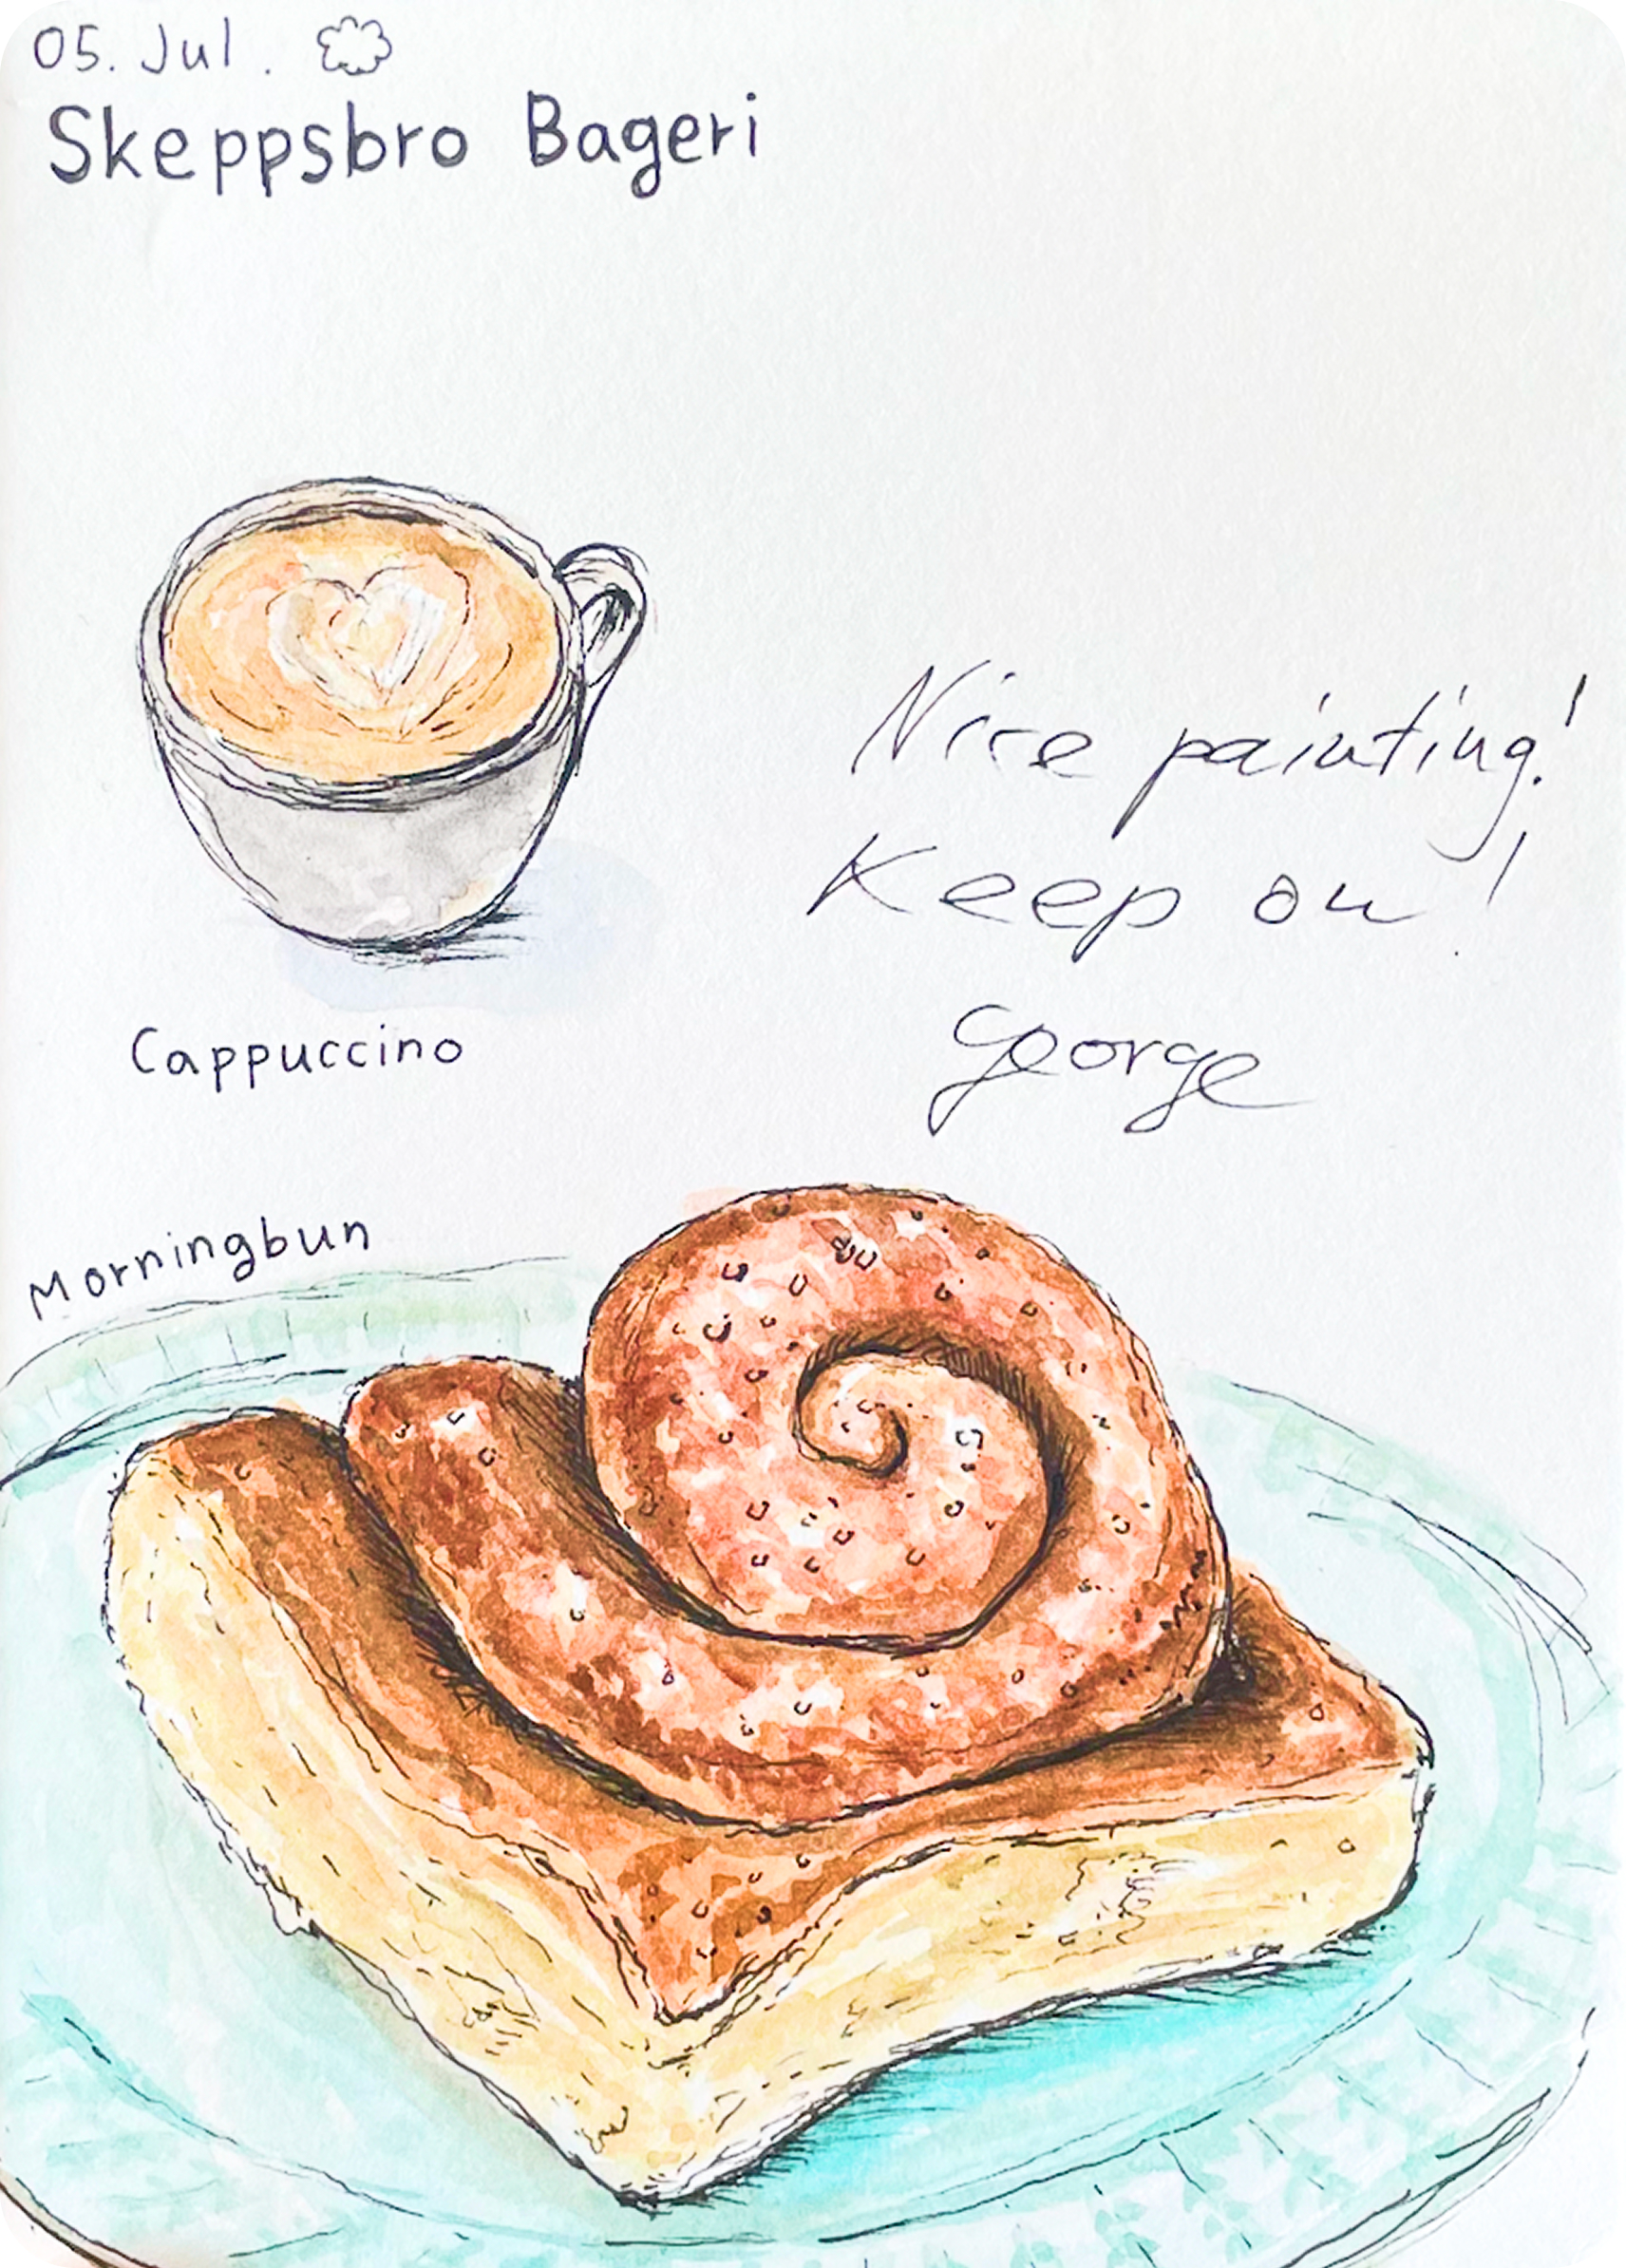 05. Jul.
Skeppsbro Bageri
Nice painting!
Keep on!
George
Cappuccino
Morningbun